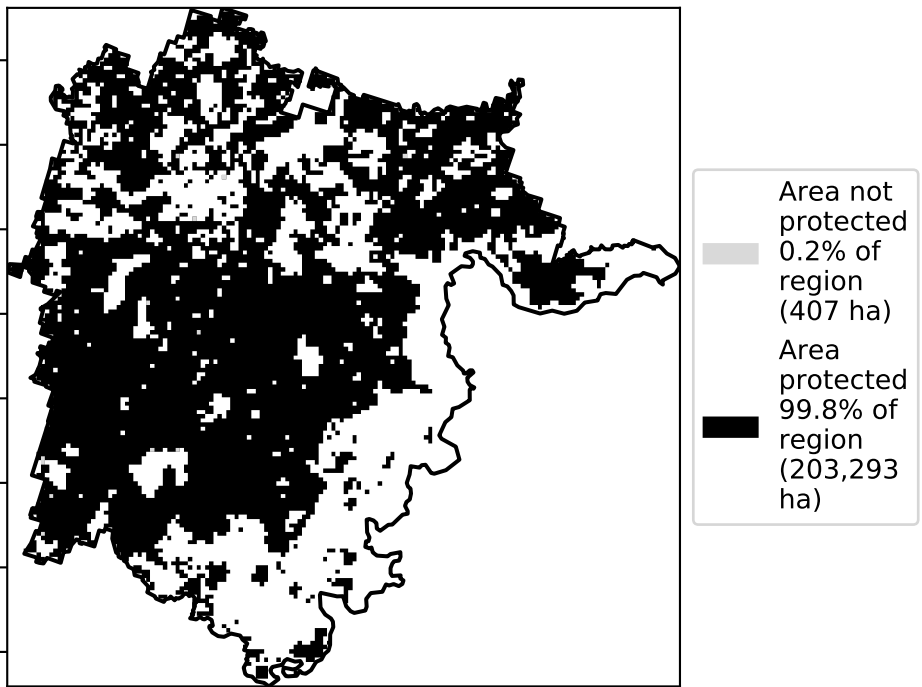 Area not
protected
0.2% of
region
(407 ha)
Area
protected
99.8% of
region
(203,293
ha)